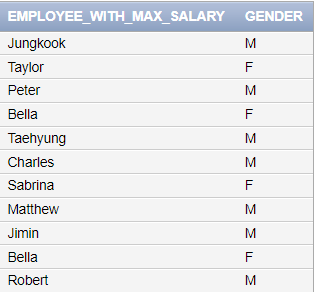 EMPLOYEE_WITH_MAX_SALARY GENDER
Jungkook M
Taylor F
Peter M
Bella F
Taehyung M
Charles M
Sabrina F
Matthew M
Jimin M
Bella F
Robert M